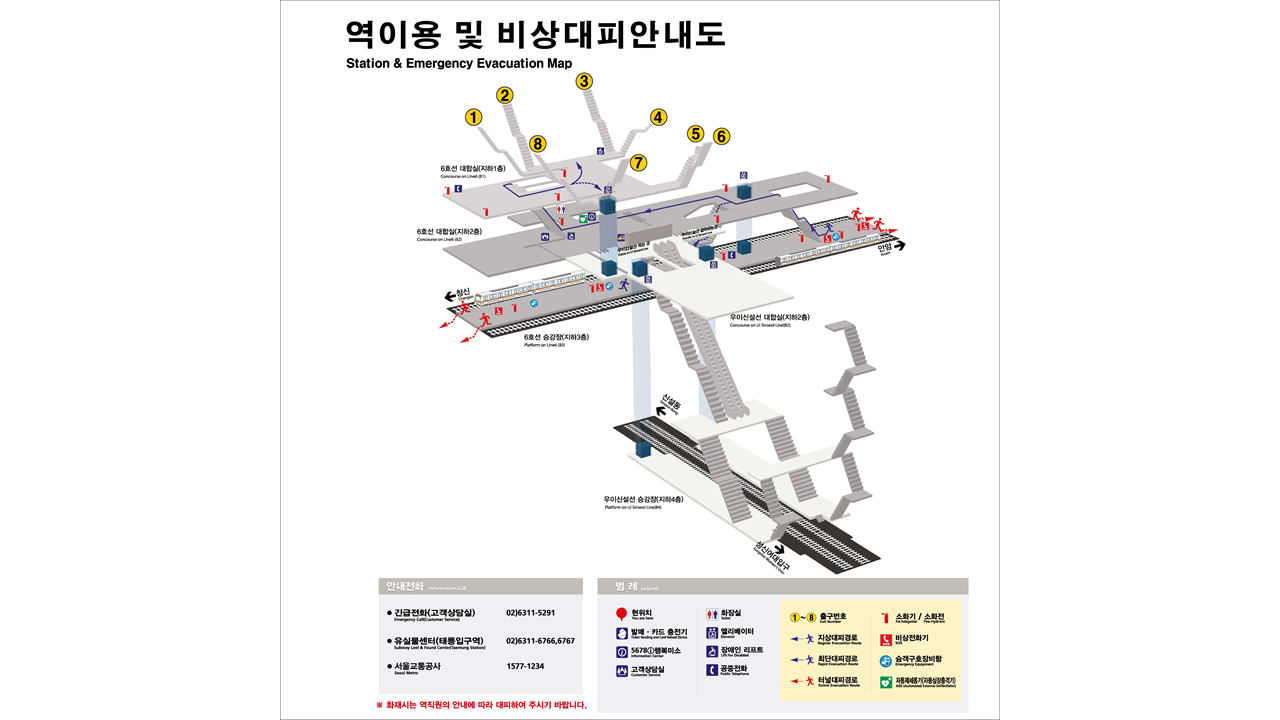 역이용 및 비상대피안내도
Station & Emergency Evacuation Map
3
2
1
4
8
5
6
7
6호선 대합실(지하1층)
Concourse on Line6 (B1)
6호선 대합실(지하2층)
Concourse on Line6 (B2)
안암
Anam
창신
6호선 승강장(지하3층)
Platform on Line6 (B3)
우이신설선 대합실(지하2층)
Concourse on Ui Sinseol Line(B2)
신설동
우이신설선 승강장(지하4층)
Platform on Ui Sinseol Line(B4)
성신여대입구
안내전화 Information Call
긴급전화(고객상담실) 02)6311-5291
Emergency Call(Customer Service)
유실물센터(태릉입구역) 02)6311-6766,6767
Subway Lost & Found Center(Taereung Station)
서울교통공사 1577-1234
Seoul Metro
※ 화재시는 역직원의 안내에 따라 대피하여 주시기 바랍니다.
범 례 Legend
현위치
You are here
발매 · 카드 충전기
Ticket Vending and Card Reload Device
5678ⓘ행복미소
Information Center
고객상담실
Customer Service
화장실
Toilet
엘리베이터
Elevator
장애인 리프트
Lift For Disabled
공중전화
Public Telephone
1~8 출구번호
Exit Number
지상대피경로
Regular Evacuation Route
최단대피경로
Rapid Evacuation Route
터널대피경로
Tunnel Evacuation Route
소화기 / 소화전
Fire Extinguisher / Fire Hydrant
비상전화기
SOS
승객구호장비함
Emergency Equipment
자동제세동기(자동심장충격기)
AED (Automated External Defibrillator)